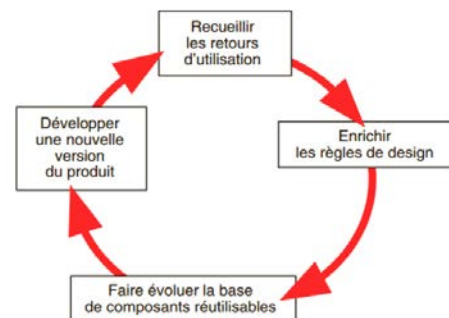 Recueillir
les retours
d'utilisation
Enrichir
les règles de design
Faire évoluer la base
de composants réutilisables
Développer
une nouvelle
version
du produit